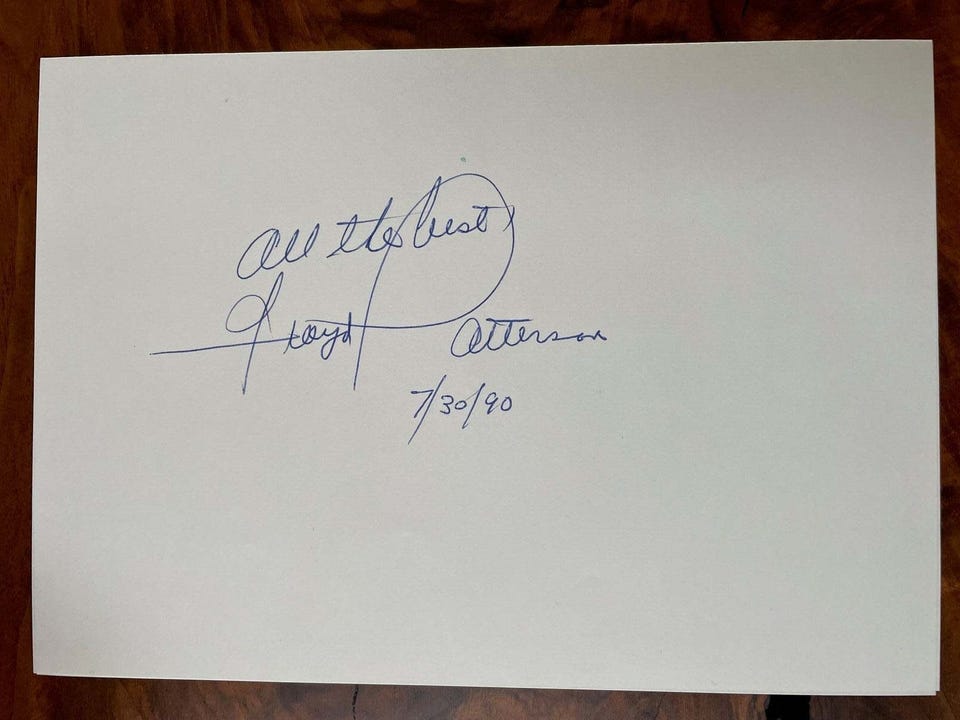 All the best
Floyd Patterson
7/30/90